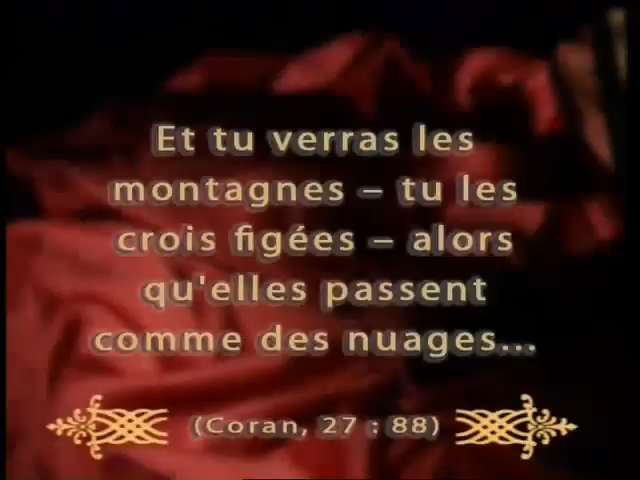 Et tu verras les
montagnes – tu les
crois figées – alors
qu'elles passent
comme des nuages...
(Coran, 27 : 88)